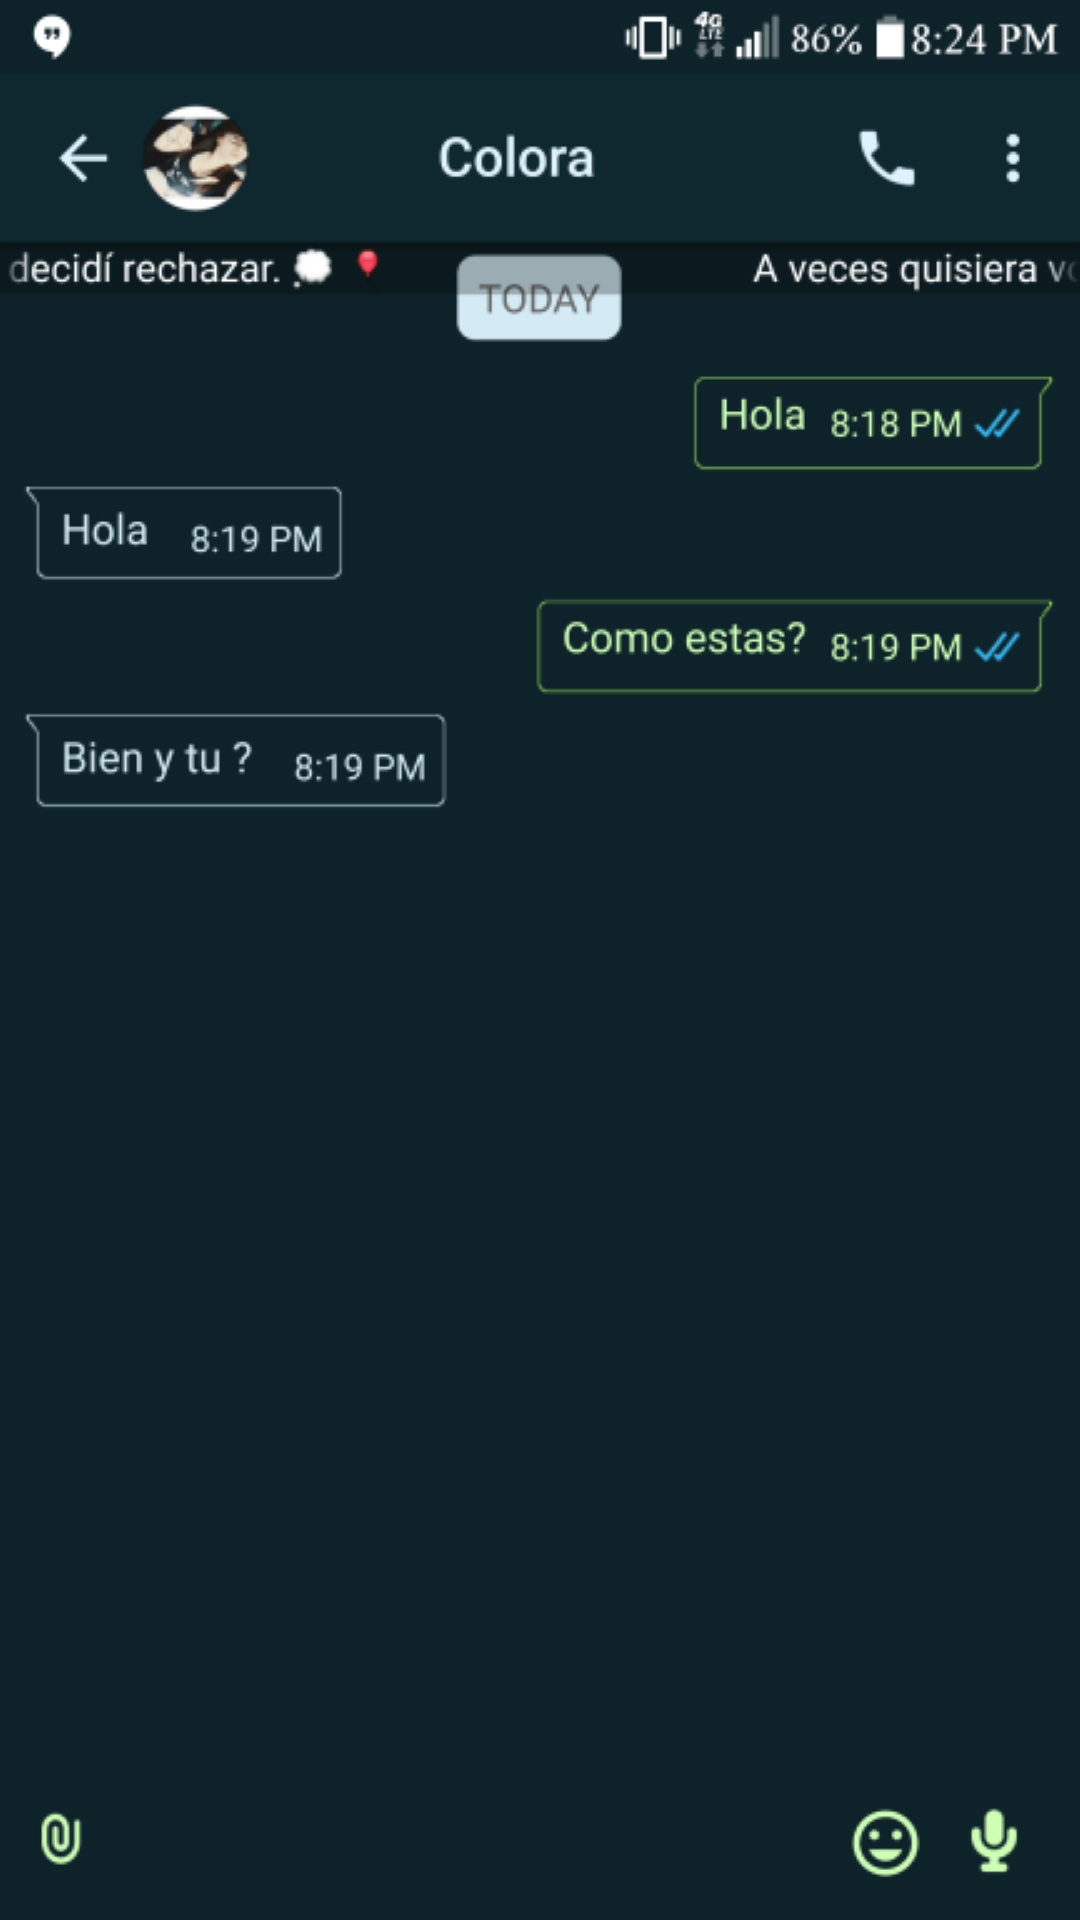 4G LTE 86% 8:24 PM
Colora
decidí rechazar. 💭 🎈 A veces quisiera
TODAY
Hola 8:18 PM
Hola 8:19 PM
Como estas? 8:19 PM
Bien y tu ? 8:19 PM